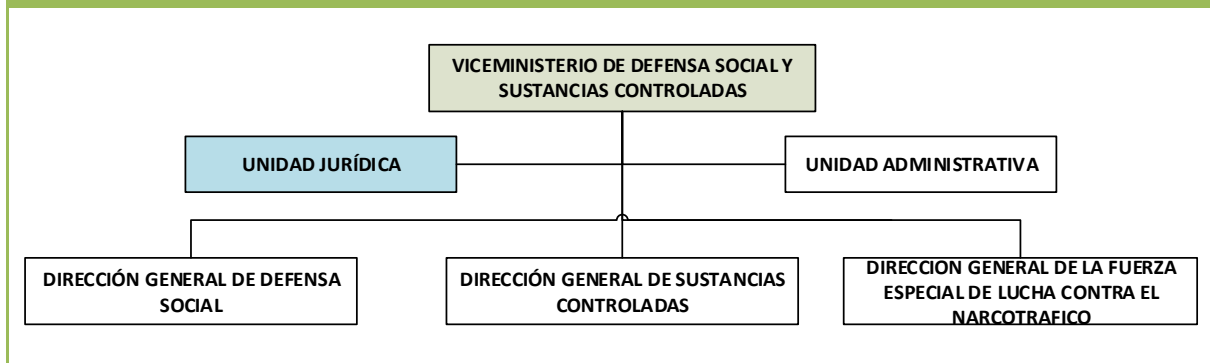 VICEMINISTERIO DE DEFENSA SOCIAL Y
SUSTANCIAS CONTROLADAS
UNIDAD JURÍDICA
UNIDAD ADMINISTRATIVA
DIRECCIÓN GENERAL DE DEFENSA
SOCIAL
DIRECCIÓN GENERAL DE SUSTANCIAS
CONTROLADAS
DIRECCION GENERAL DE LA FUERZA
ESPECIAL DE LUCHA CONTRA EL
NARCOTRAFICO